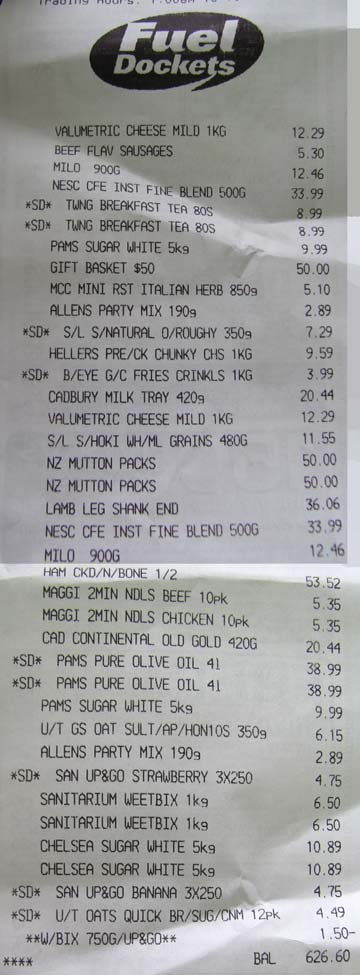 Trading Hours:
Fuel
Dockets
VALUMETRIC CHEESE MILD 1KG 12.29
BEEF FLAV SAUSAGES 5.30
MILO 900G 12.46
NESC CFE INST FINE BLEND 500G 33.99
*SD* TWNG BREAKFAST TEA 80S 8.99
*SD* TWNG BREAKFAST TEA 80S 8.99
PAMS SUGAR WHITE 5kg 9.99
GIFT BASKET $50 50.00
MCC MINI RST ITALIAN HERB 850g 5.10
ALLENS PARTY MIX 190g 2.89
*SD* S/L S/NATURAL O/ROUGHY 350g 7.29
HELLERS PRE/CK CHUNKY CHS 1KG 9.59
*SD* B/EYE G/C FRIES CRINKLS 1KG 3.99
CADBURY MILK TRAY 420g 20.44
VALUMETRIC CHEESE MILD 1KG 12.29
S/L S/HOKI WH/ML GRAINS 480G 11.55
NZ MUTTON PACKS 50.00
NZ MUTTON PACKS 50.00
LAMB LEG SHANK END 36.06
NESC CFE INST FINE BLEND 500G 33.99
MILO 900G 12.46
HAM CKD/N/BONE 1/2 53.52
MAGGI 2MIN NDLS BEEF 10pk 5.35
MAGGI 2MIN NDLS CHICKEN 10pk 5.35
CAD CONTINENTAL OLD GOLD 420G 20.44
*SD* PAMS PURE OLIVE OIL 4l 38.99
*SD* PAMS PURE OLIVE OIL 4l 38.99
PAMS SUGAR WHITE 5kg 9.99
U/T GS OAT SULT/AP/HON10S 350g 6.15
ALLENS PARTY MIX 190g 2.89
*SD* SAN UP&GO STRAWBERRY 3X250 4.75
SANITARIUM WEETBIX 1kg 6.50
SANITARIUM WEETBIX 1kg 6.50
CHELSEA SUGAR WHITE 5kg 10.89
CHELSEA SUGAR WHITE 5kg 10.89
*SD* SAN UP&GO BANANA 3X250 4.75
*SD* U/T OATS QUICK BR/SUG/CNM 12pk 4.49
**W/BIX 750G/UP&GO** 1.50-
**** BAL 626.60